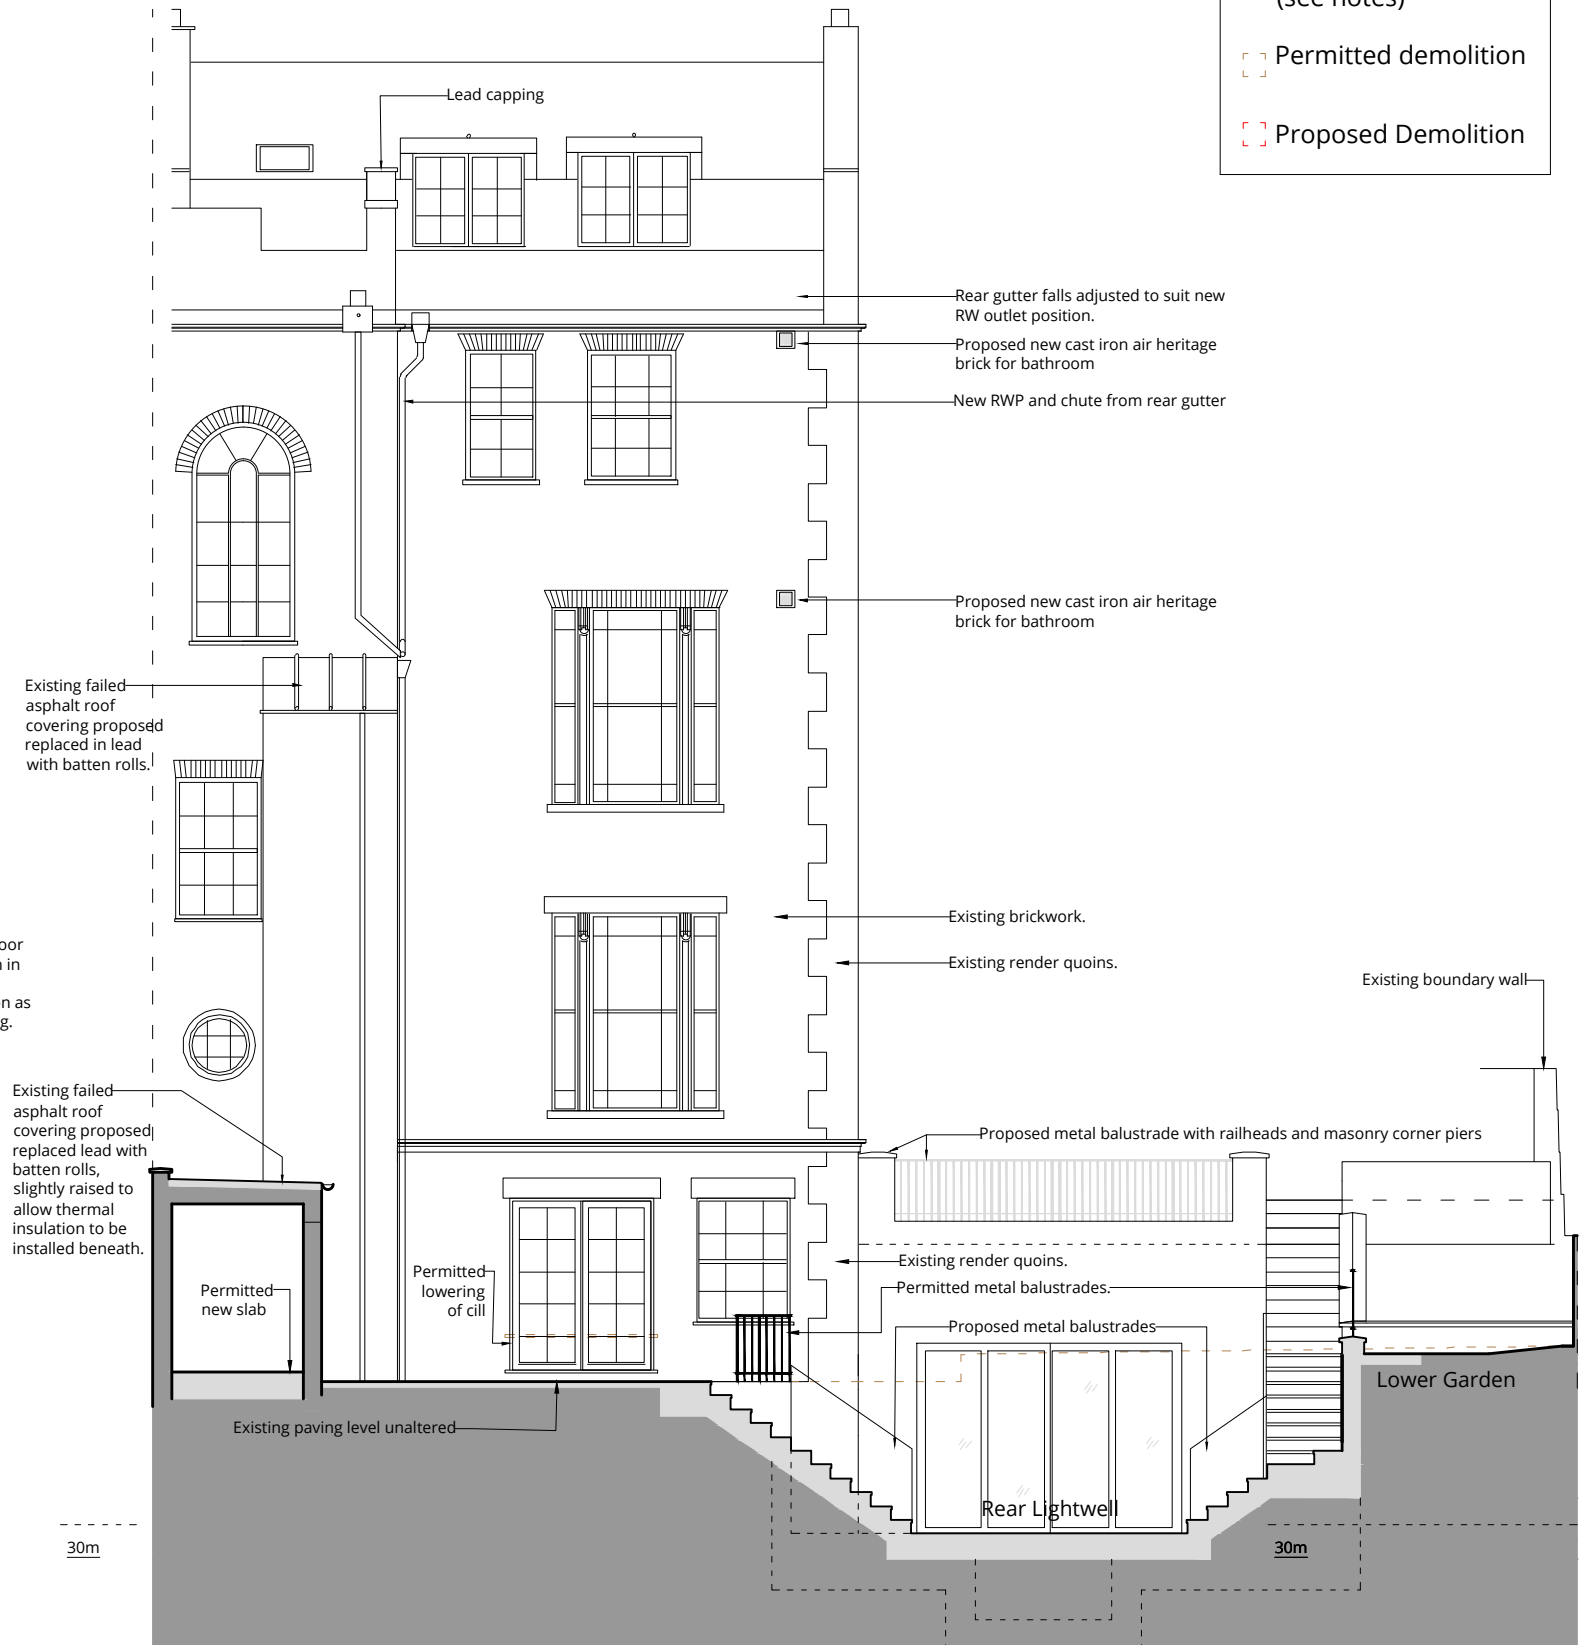 (see notes)
Permitted demolition
Proposed Demolition
Lead capping
Rear gutter falls adjusted to suit new
RW outlet position.
Proposed new cast iron air heritage
brick for bathroom
New RWP and chute from rear gutter
Proposed new cast iron air heritage
brick for bathroom
Existing failed
asphalt roof
covering proposed
replaced in lead
with batten rolls.
Existing brickwork.
Existing render quoins.
oor
in
on as
g.
Existing boundary wall
Existing failed
asphalt roof
covering proposed
replaced lead with
batten rolls,
slightly raised to
allow thermal
insulation to be
installed beneath.
Proposed metal balustrade with railheads and masonry corner piers
Existing render quoins.
Permitted metal balustrades.
Permitted
lowering
of cill
Permitted
new slab
Proposed metal balustrades
Lower Garden
Existing paving level unaltered
Rear Lightwell
30m
30m